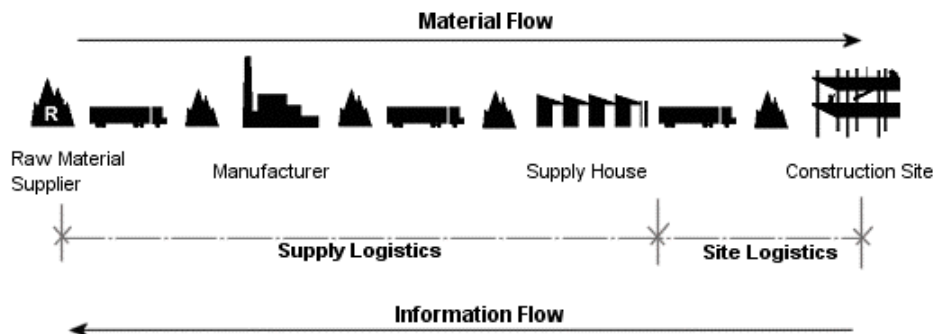 Material Flow
R
Raw Material
Supplier
Manufacturer
Supply House
Construction Site
Supply Logistics
Site Logistics
Information Flow